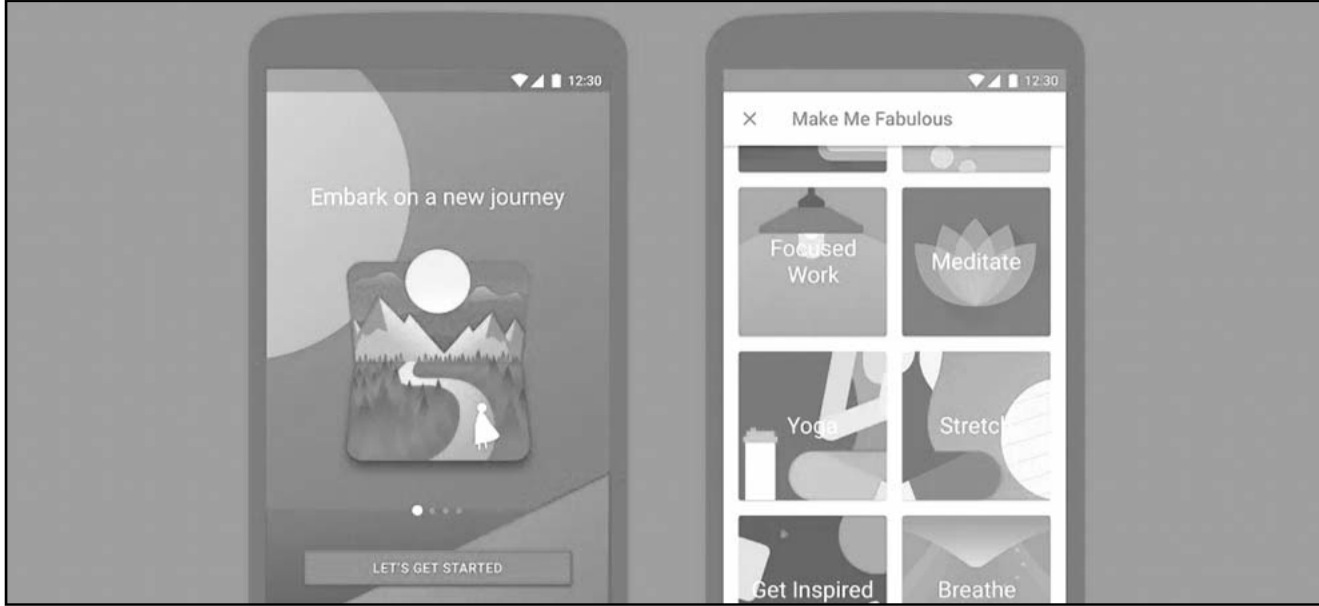 12:30
Embark on a new journey
LET'S GET STARTED
12:30
Make Me Fabulous
Focused
Work
Meditate
Yoga
Stretch
Get Inspired
Breathe